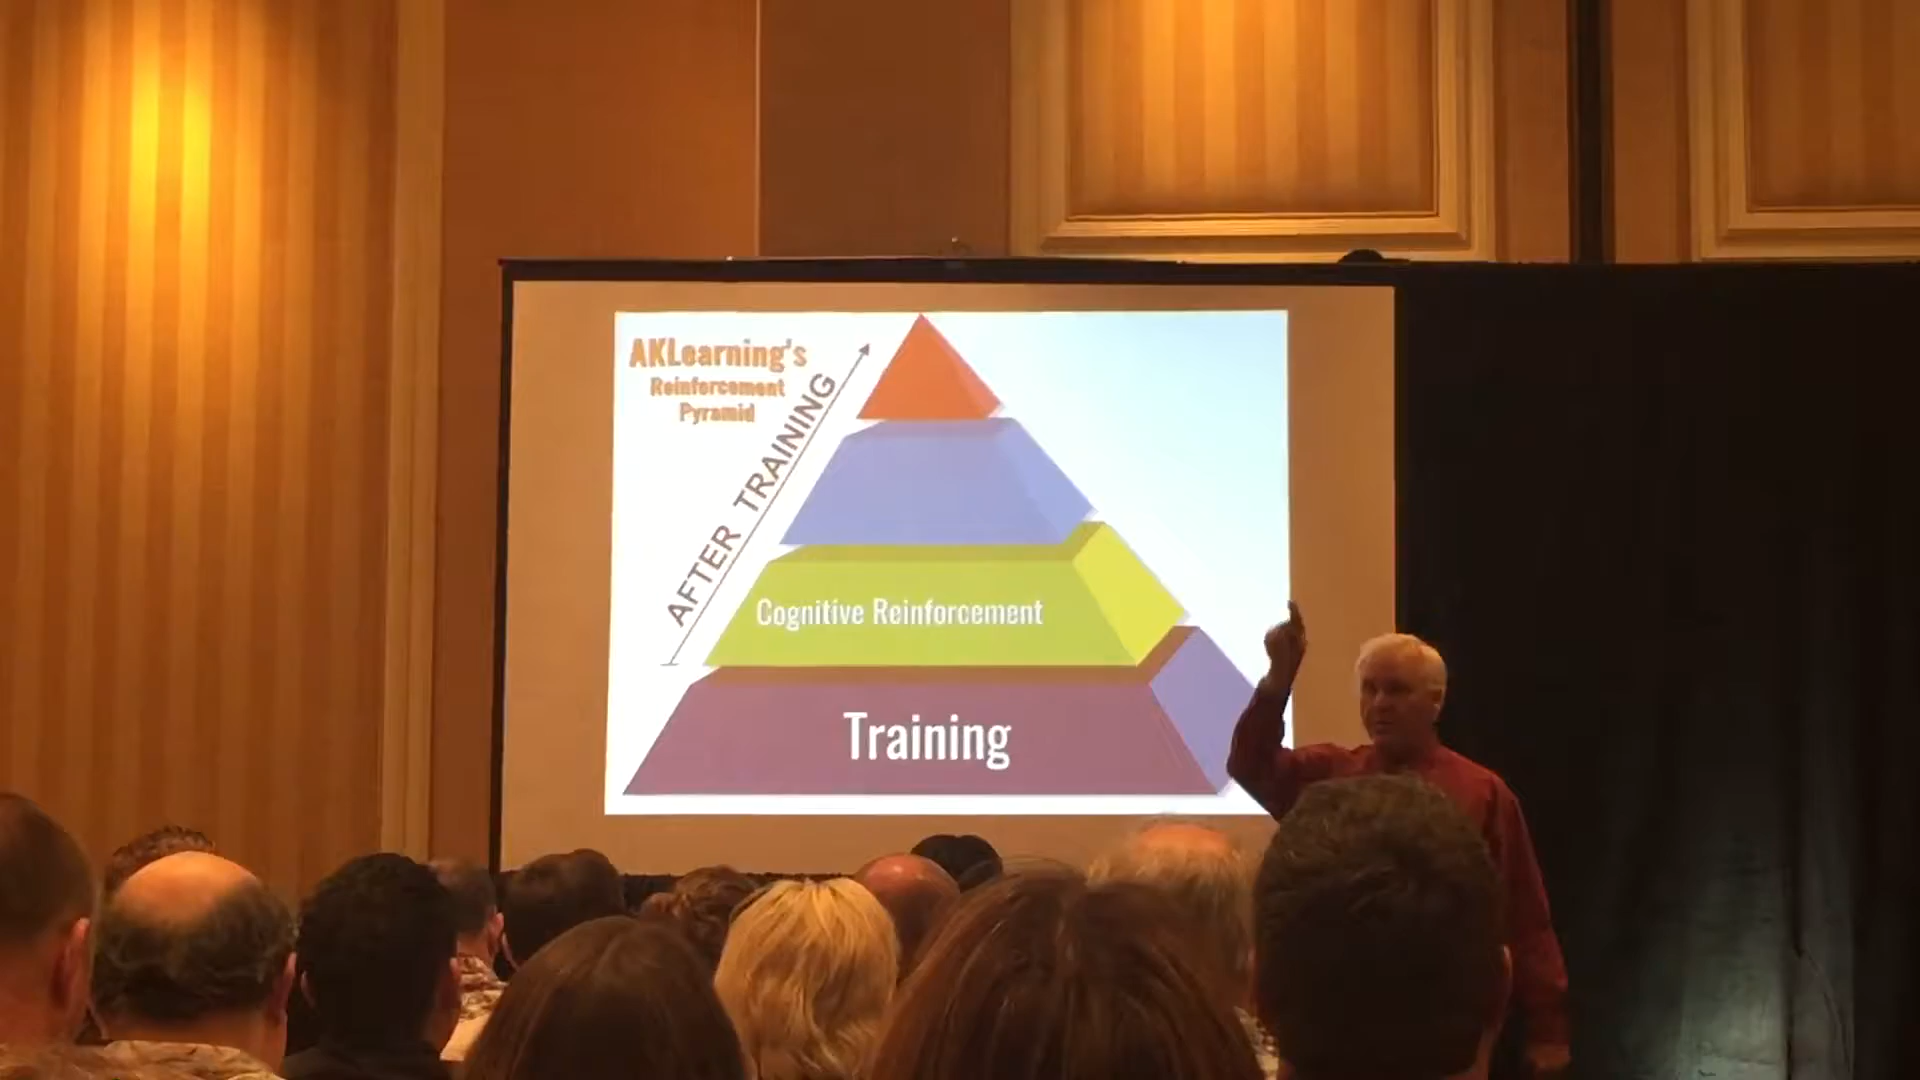 AKLearning's
Reinforcement
Pyramid
AFTER TRAINING
Cognitive Reinforcement
Training